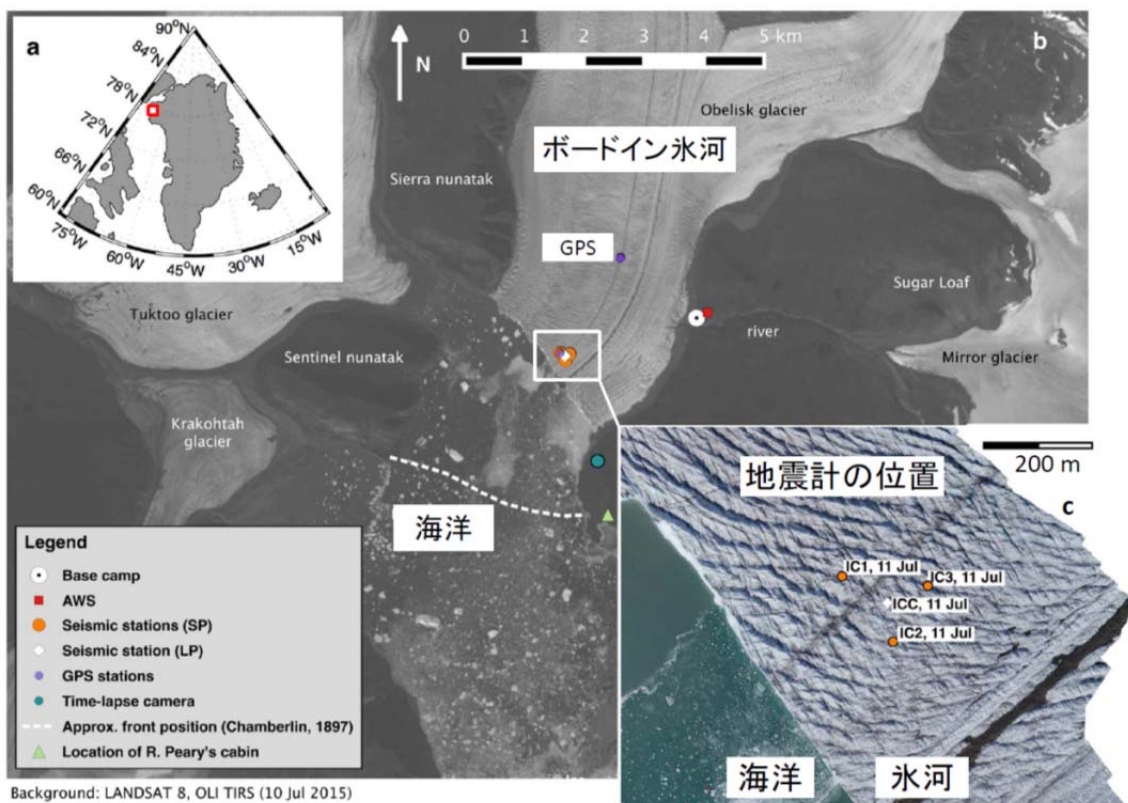 a
90°N
84°N
78°N
72°N
66°N
60°N
75°W
60°W
45°W
30°W
15°W
N
0 1 2 3 4 5 km
b
Obelisk glacier
ボードイン氷河
Sierra nunatak
GPS
Sugar Loaf
river
Tuktoo glacier
Sentinel nunatak
Mirror glacier
Krakohtah
glacier
200 m
地震計の位置
c
海洋
IC1, 11 Jul
IC3, 11 Jul
ICC, 11 Jul
IC2, 11 Jul
海洋
氷河
Legend
Base camp
AWS
Seismic stations (SP)
Seismic station (LP)
GPS stations
Time-lapse camera
Approx. front position (Chamberlin, 1897)
Location of R. Peary's cabin
Background: LANDSAT 8, OLI TIRS (10 Jul 2015)